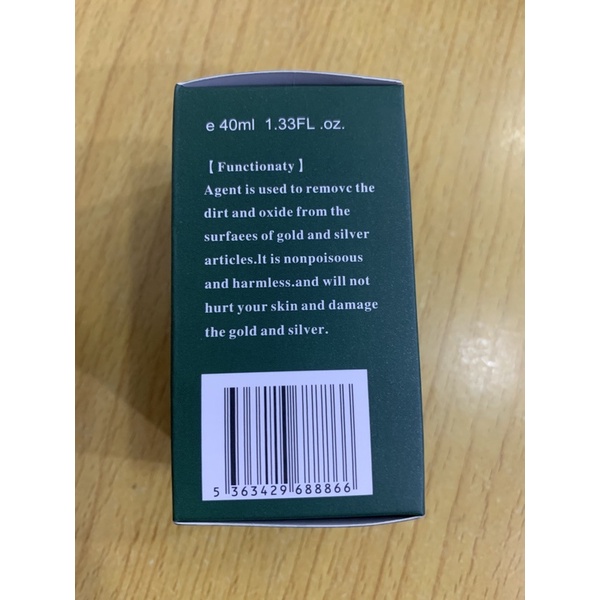 e 40ml 1.33FL .oz.
【Functionaty】
Agent is used to removc the
dirt and oxide from the
surfaees of gold and silver
articles.lt is nonpoisoous
and harmless.and will not
hurt your skin and damage
the gold and silver.
5 363429 688866